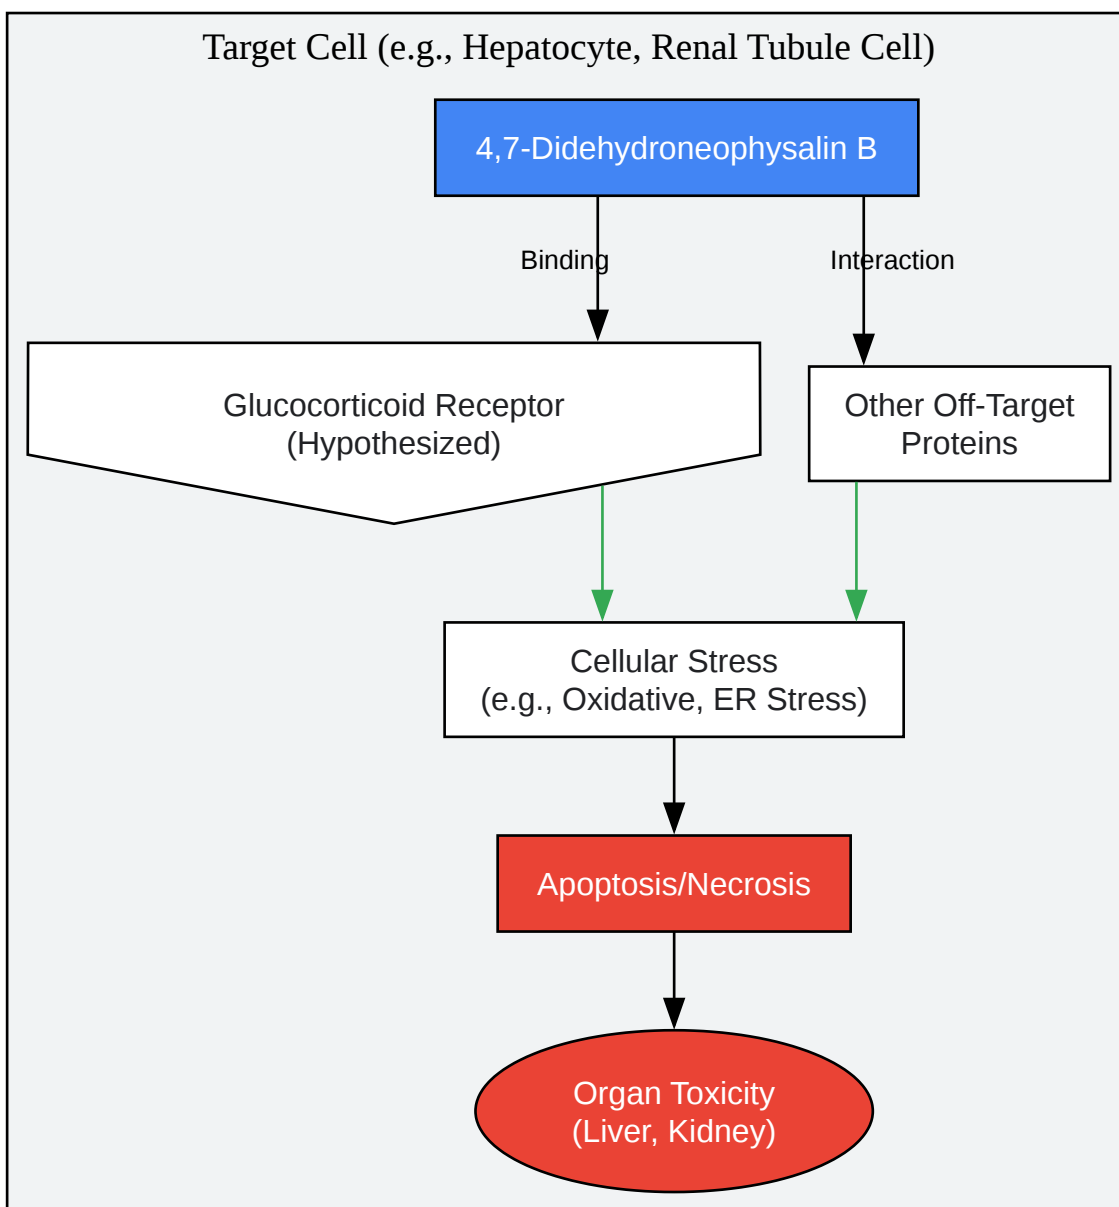 Target Cell (e.g., Hepatocyte, Renal Tubule Cell)
4,7-Didehydroneophysalin B
Binding
Interaction
Glucocorticoid Receptor
(Hypothesized)
Other Off-Target
Proteins
Cellular Stress
(e.g., Oxidative, ER Stress)
Apoptosis/Necrosis
Organ Toxicity
(Liver, Kidney)